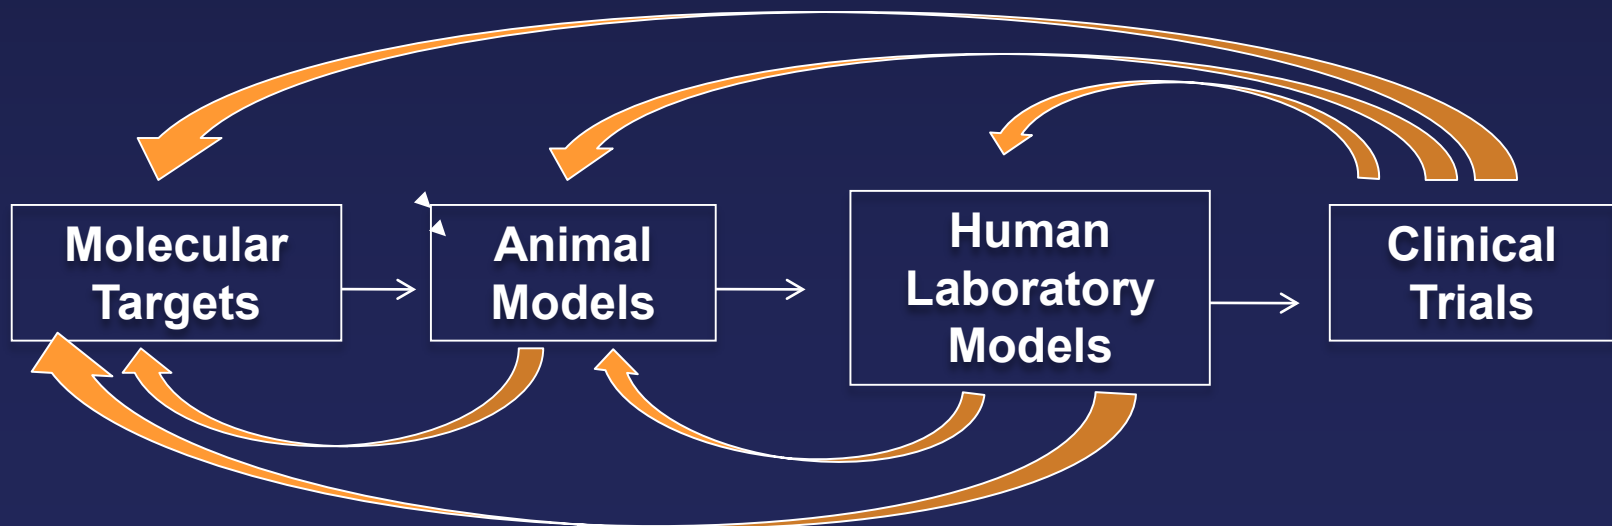 Molecular
Targets
Animal
Models
Human
Laboratory
Models
Clinical
Trials